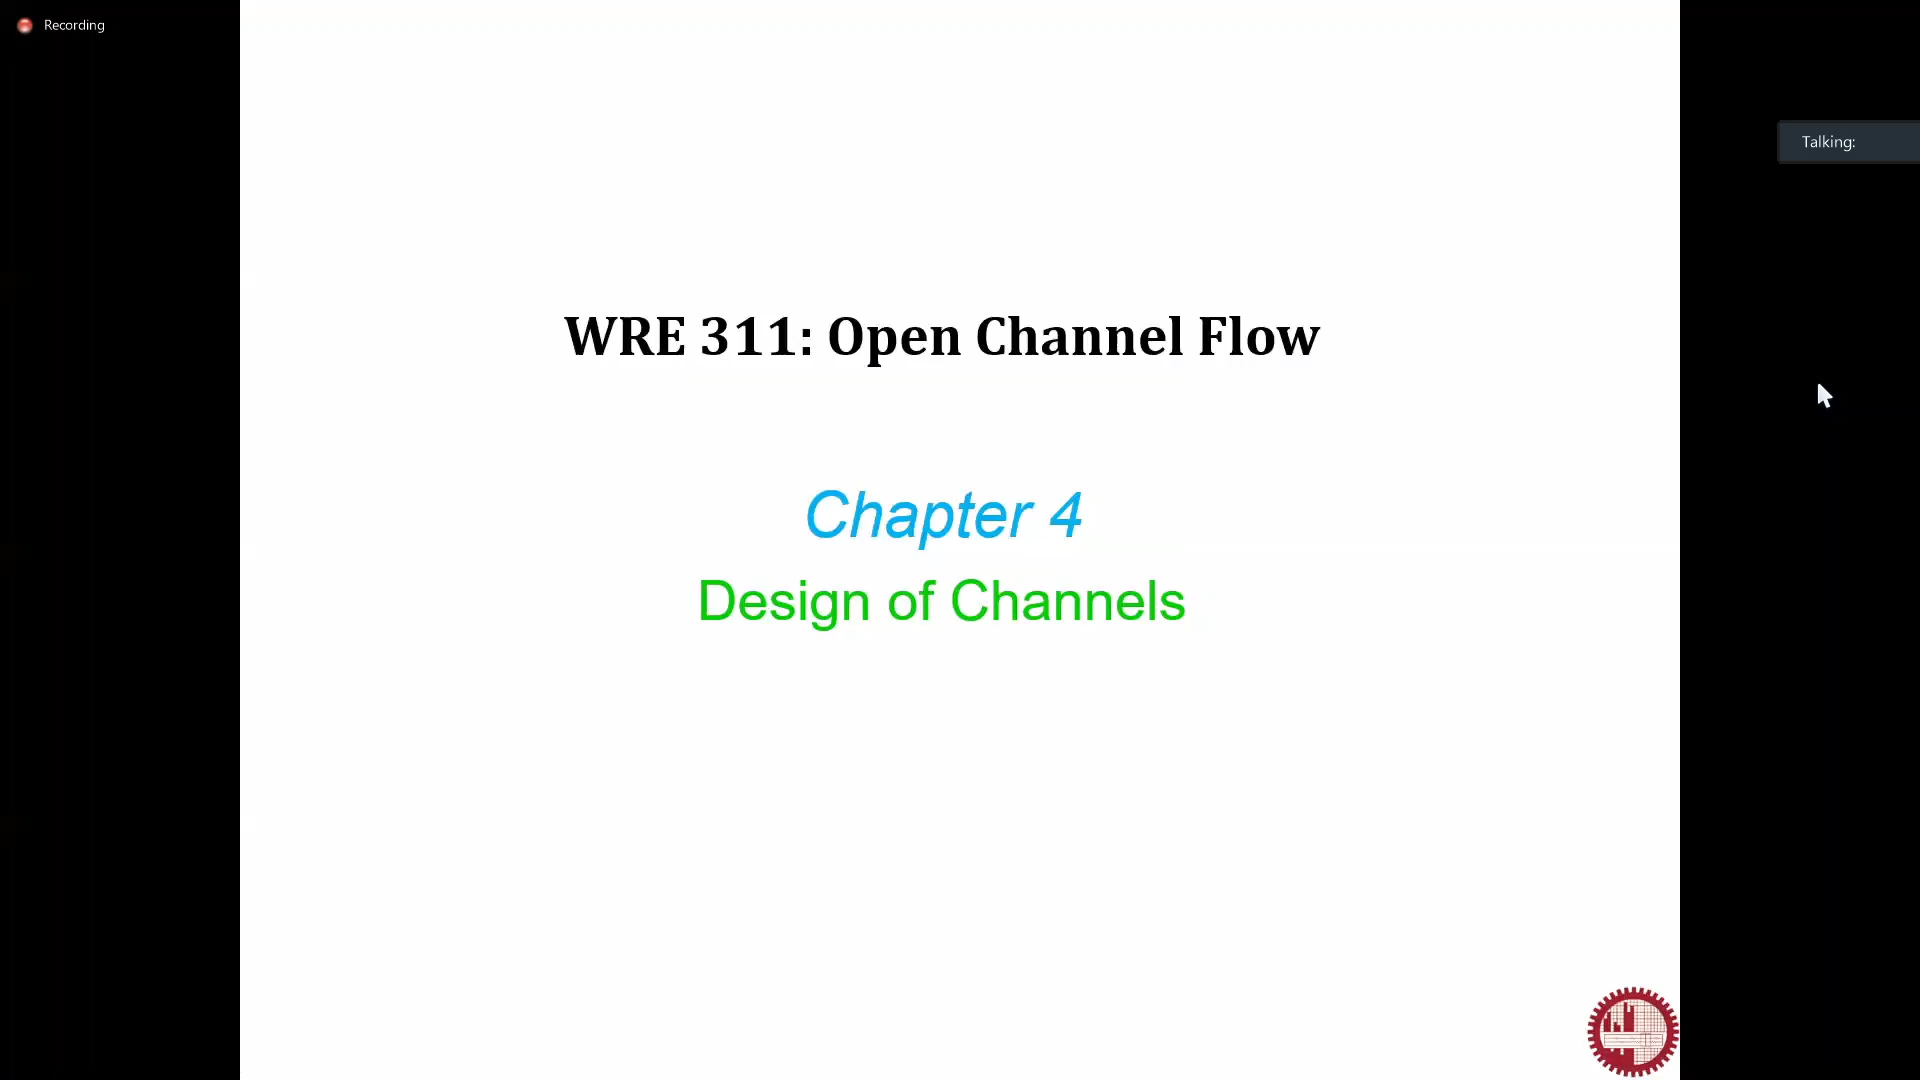 Recording
Talking:
WRE 311: Open Channel Flow
Chapter 4
Design of Channels